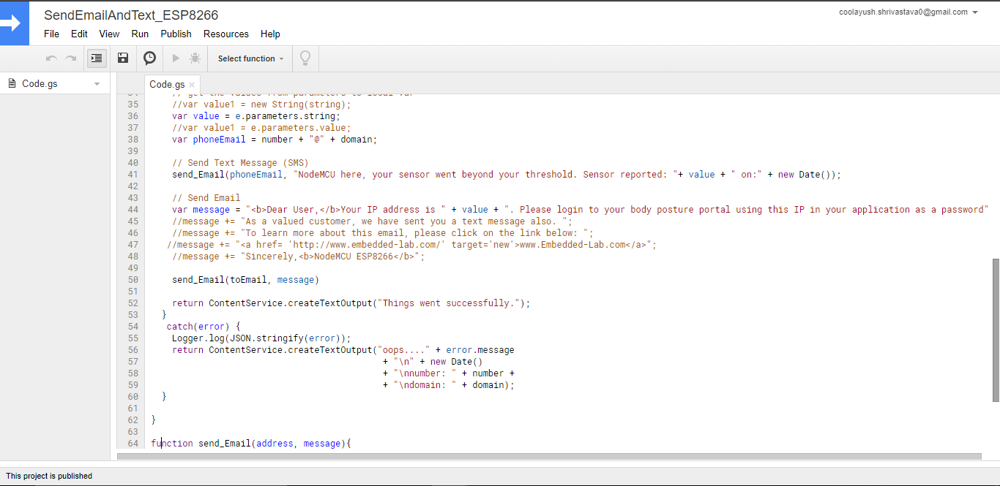 SendEmailAndText_ESP8266
coolayush.shrivastava0@gmail.com
File Edit View Run Publish Resources Help
Select function
Code.gs
Code.gs
34 // get the values from parameters to local var
35 //var value1 = new String(string);
36 var value = e.parameters.string;
37 //var value1 = e.parameters.value;
38 var phoneEmail = number + "@" + domain;
39
40 // Send Text Message (SMS)
41 send_Email(phoneEmail, "NodeMCU here, your sensor went beyond your threshold. Sensor reported: "+ value + " on:" + new Date());
42
43 // Send Email
44 var message = "<b>Dear User,</b>Your IP address is " + value + ". Please login to your body posture portal using this IP in your application as a password"
45 //message += "As a valued customer, we have sent you a text message also. ";
46 //message += "To learn more about this email, please click on the link below: ";
47 //message += "<a href= 'http://www.embedded-lab.com/' target='new'>www.Embedded-Lab.com</a>";
48 //message += "Sincerely,<b>NodeMCU ESP8266</b>";
49
50 send_Email(toEmail, message)
51
52 return ContentService.createTextOutput("Things went successfully.");
53 }
54 catch(error) {
55 Logger.log(JSON.stringify(error));
56 return ContentService.createTextOutput("oops...." + error.message
57 + "\n" + new Date()
58 + "\nnumber: " + number +
59 + "\ndomain: " + domain);
60 }
61
62 }
63
64 function send_Email(address, message){
This project is published